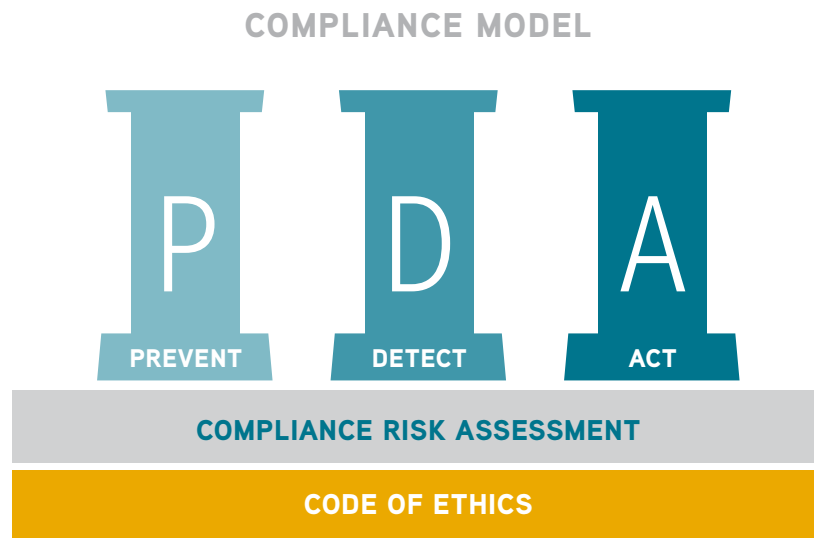 COMPLIANCE MODEL
P D A
PREVENT DETECT ACT
COMPLIANCE RISK ASSESSMENT
CODE OF ETHICS